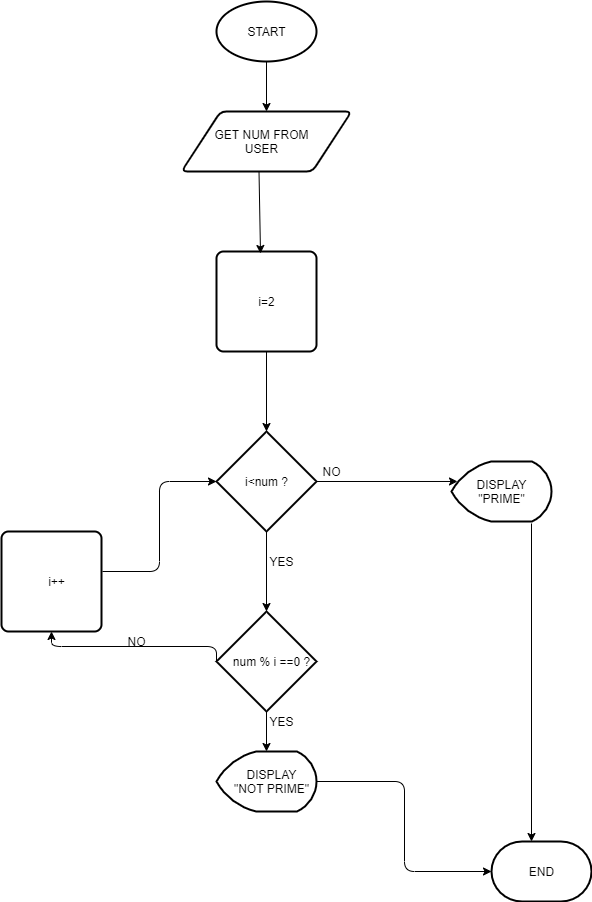 START
GET NUM FROM
USER
i=2
i<num ?
NO
DISPLAY
"PRIME"
YES
i++
NO
num % i ==0 ?
YES
DISPLAY
"NOT PRIME"
END